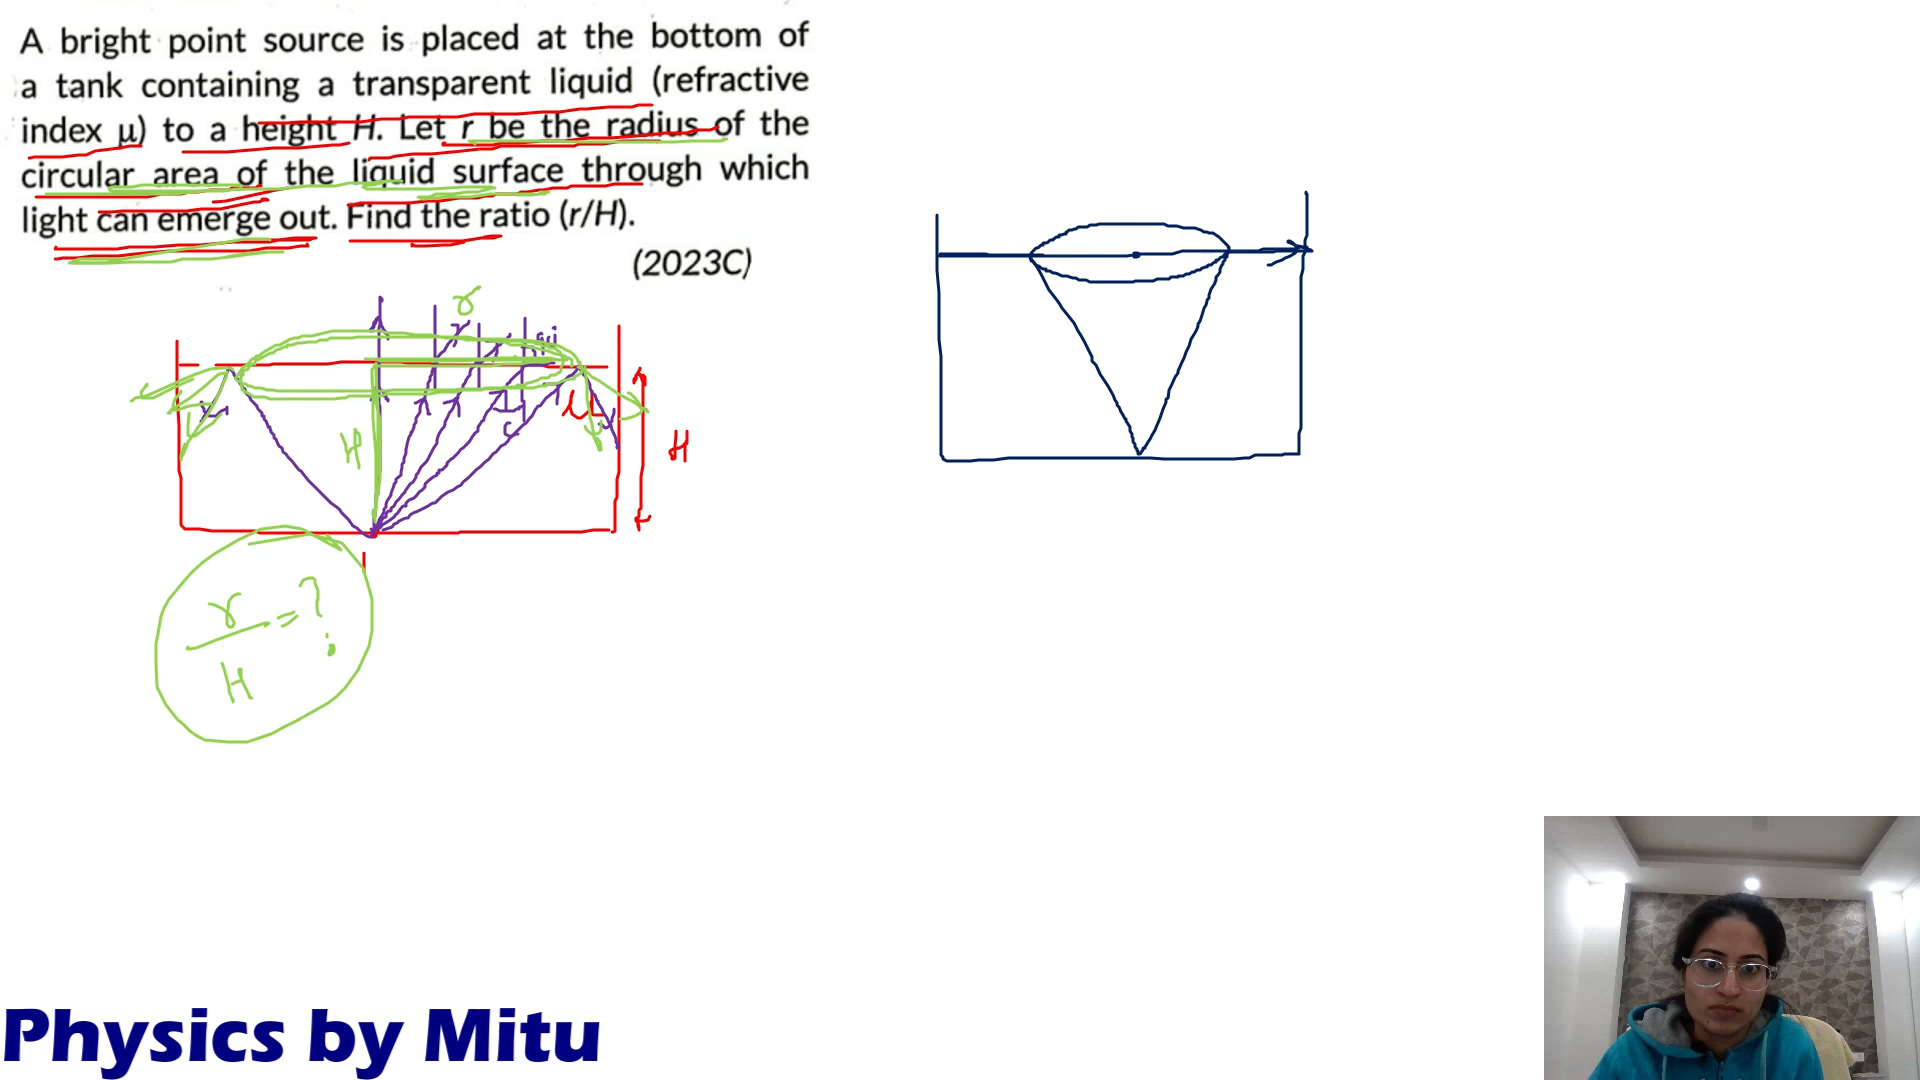 A bright point source is placed at the bottom of
a tank containing a transparent liquid (refractive
index μ) to a height H. Let r be the radius of the
circular area of the liquid surface through which
light can emerge out. Find the ratio (r/H).
(2023C)
r
H
H
r/H = ?
Physics by Mitu